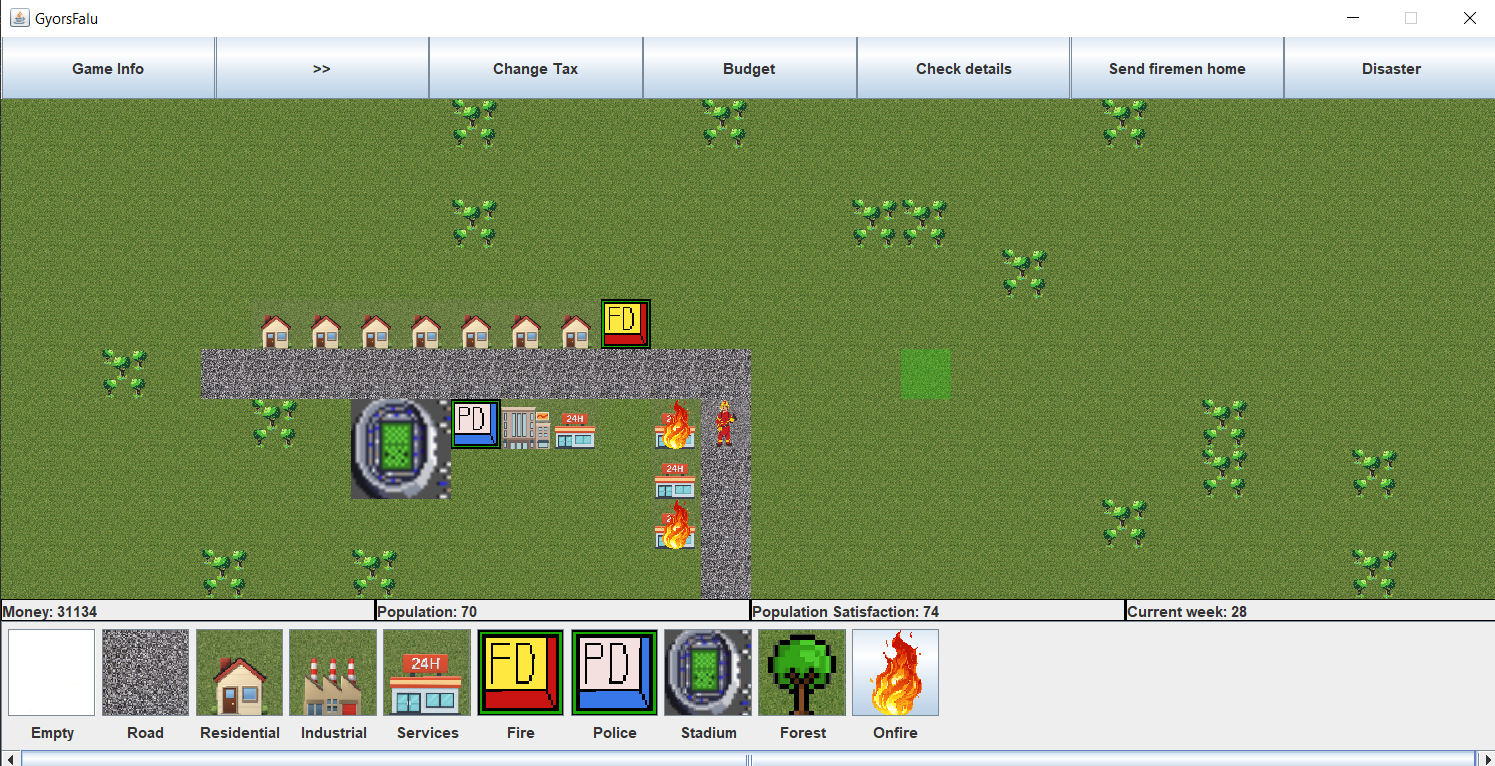 GyorsFalu
Game Info >> Change Tax Budget Check details Send firemen home Disaster
FD
PD
24H
24H
Money: 31134 Population: 70 Population Satisfaction: 74 Current week: 28
24H FD PD
Empty Road Residential Industrial Services Fire Police Stadium Forest Onfire